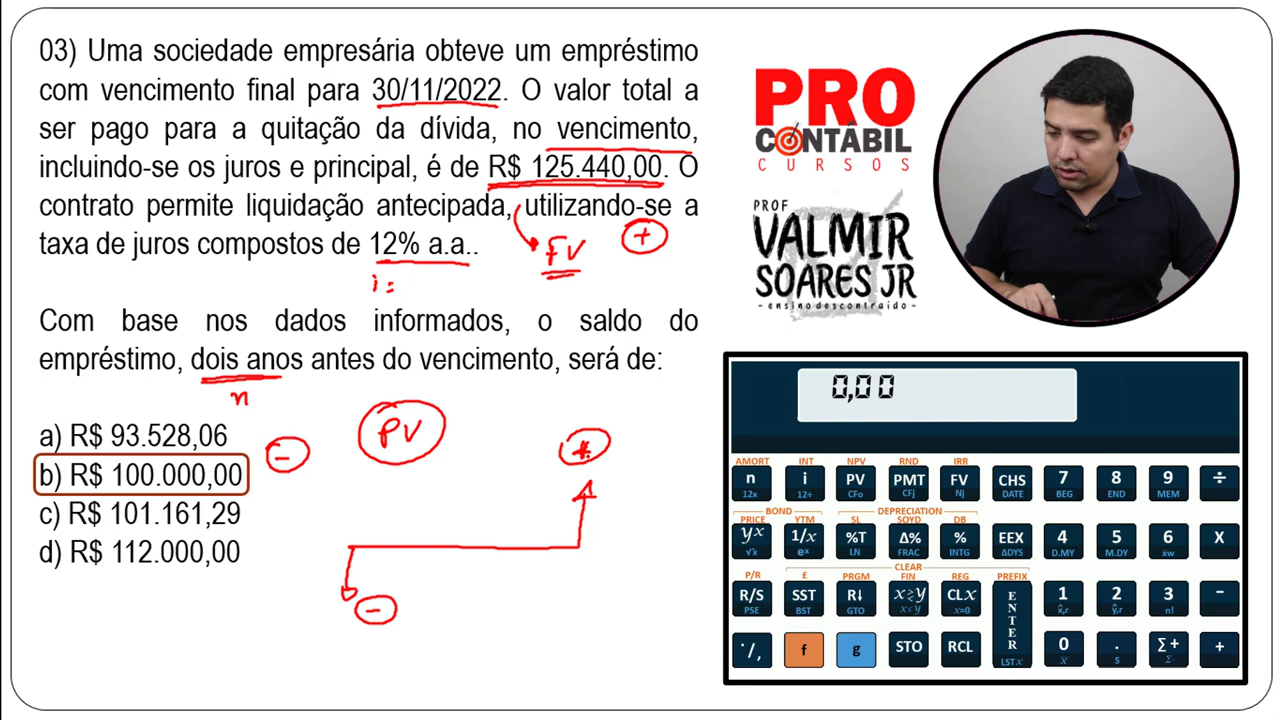 03) Uma sociedade empresária obteve um empréstimo
com vencimento final para 30/11/2022. O valor total a
ser pago para a quitação da dívida, no vencimento,
incluindo-se os juros e principal, é de R$ 125.440,00. O
contrato permite liquidação antecipada, utilizando-se a
taxa de juros compostos de 12% a.a..
FV
+
i =
Com base nos dados informados, o saldo do
empréstimo, dois anos antes do vencimento, será de:
n
a) R$ 93.528,06
b) R$ 100.000,00
c) R$ 101.161,29
d) R$ 112.000,00
-
PV
-
PRO
CONTÁBIL
CURSOS
PROF
VALMIR
SOARES JR
-ensinodescontraído-
0,00
AMORT INT NPV RND IRR
n i PV PMT FV CHS 7 8 9 ÷
12x 12÷ CFo CFj Nj DATE BEG END MEM
BOND DEPRECIATION
PRICE YTM SL SOYD DB
yx 1/x %T Δ% % EEX 4 5 6 X
√x ex LN FRAC INTG ΔDYS D.MY M.DY x̄w
CLEAR
P/R £ PRGM FIN REG PREFIX
R/S SST R↓ x≷y CLx ENTER 1 2 3 -
PSE BST GTO x≤y x=0 x̂,r ŷ,r n!
·/, f g STO RCL 0 . Σ+ +
LSTx x̄ s Σ-